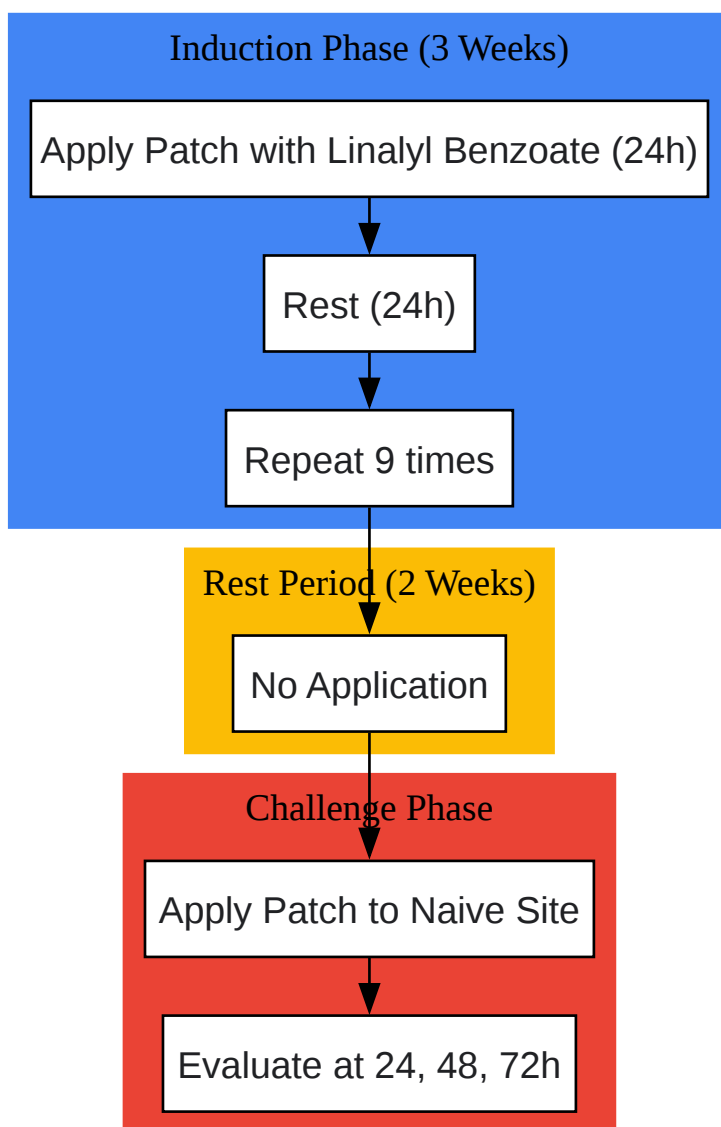 Induction Phase (3 Weeks)
Apply Patch with Linalyl Benzoate (24h)
Rest (24h)
Repeat 9 times
Rest Period (2 Weeks)
No Application
Challenge Phase
Apply Patch to Naive Site
Evaluate at 24, 48, 72h